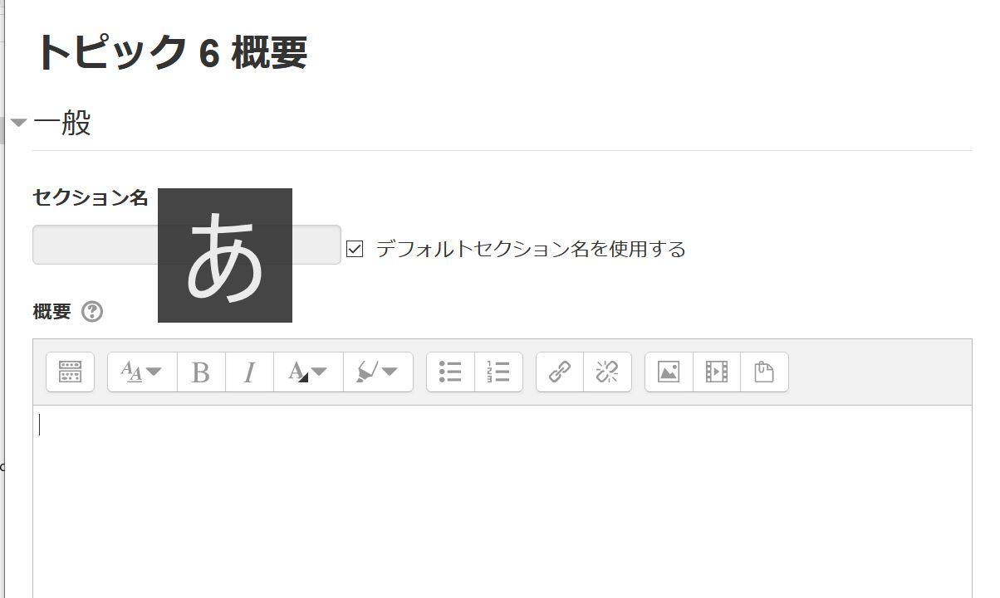 トピック 6 概要
一般
セクション名
あ
デフォルトセクション名を使用する
概要 ?
AA B I A